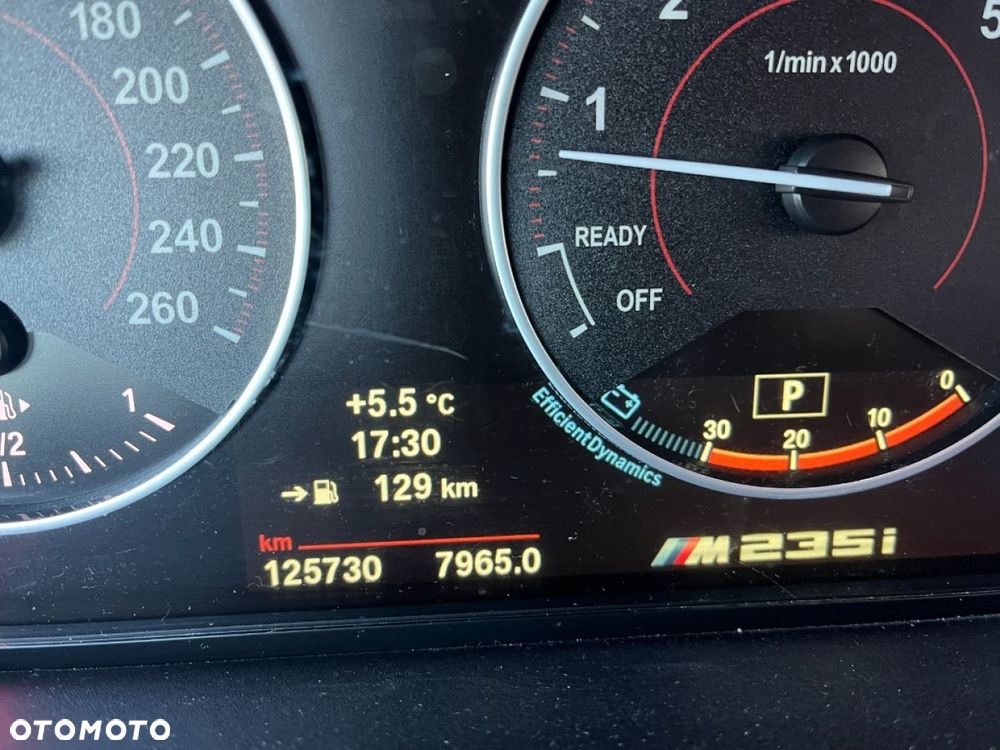 180
200
220
240
260
1
1/2
2
5
1/min x 1000
1
READY
OFF
+5.5 °C
17:30
129 km
km
125730 7965.0
EfficientDynamics
P
30 20 10 0
M235i
OTOMOTO